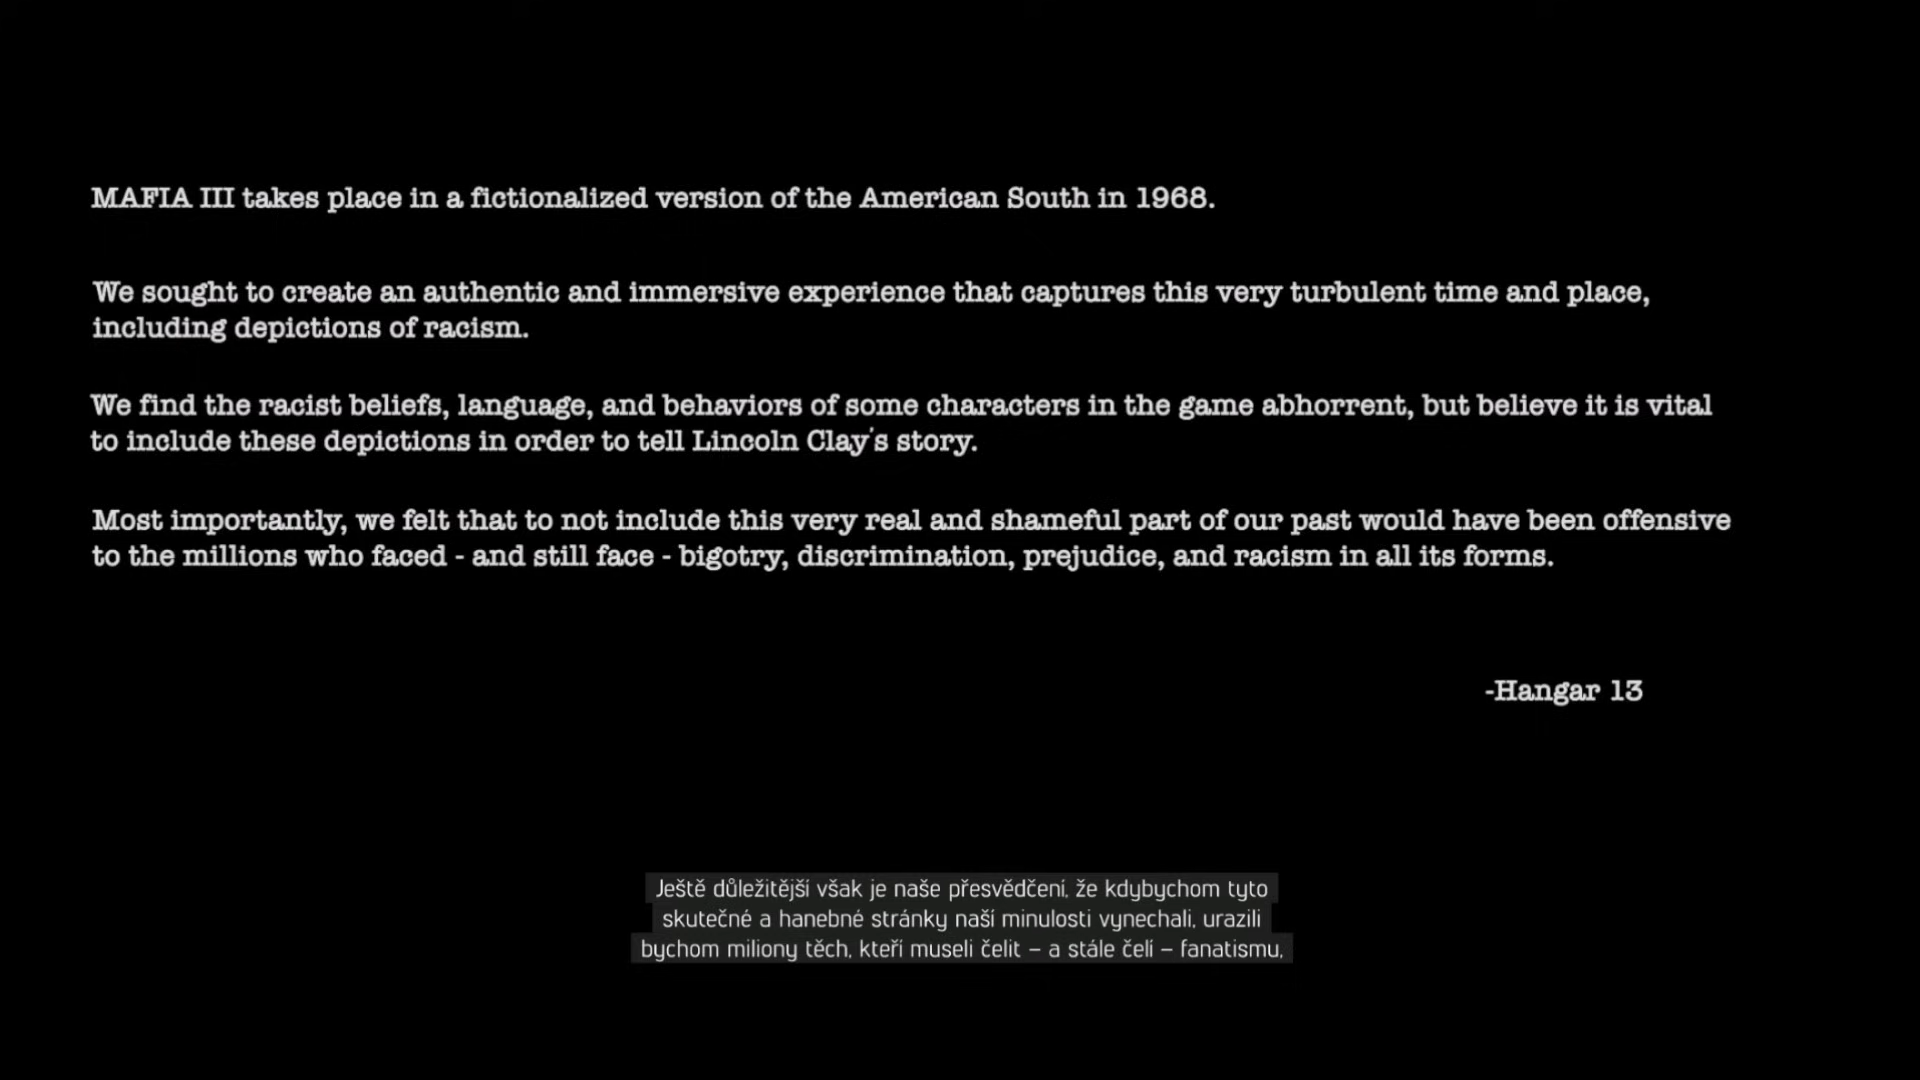 MAFIA III takes place in a fictionalized version of the American South in 1968.
We sought to create an authentic and immersive experience that captures this very turbulent time and place,
including depictions of racism.
We find the racist beliefs, language, and behaviors of some characters in the game abhorrent, but believe it is vital
to include these depictions in order to tell Lincoln Clay's story.
Most importantly, we felt that to not include this very real and shameful part of our past would have been offensive
to the millions who faced - and still face - bigotry, discrimination, prejudice, and racism in all its forms.
-Hangar 13
Ještě důležitější však je naše přesvědčení, že kdybychom tyto
skutečné a hanebné stránky naší minulosti vynechali, urazili
bychom miliony těch, kteří museli čelit – a stále čelí – fanatismu,